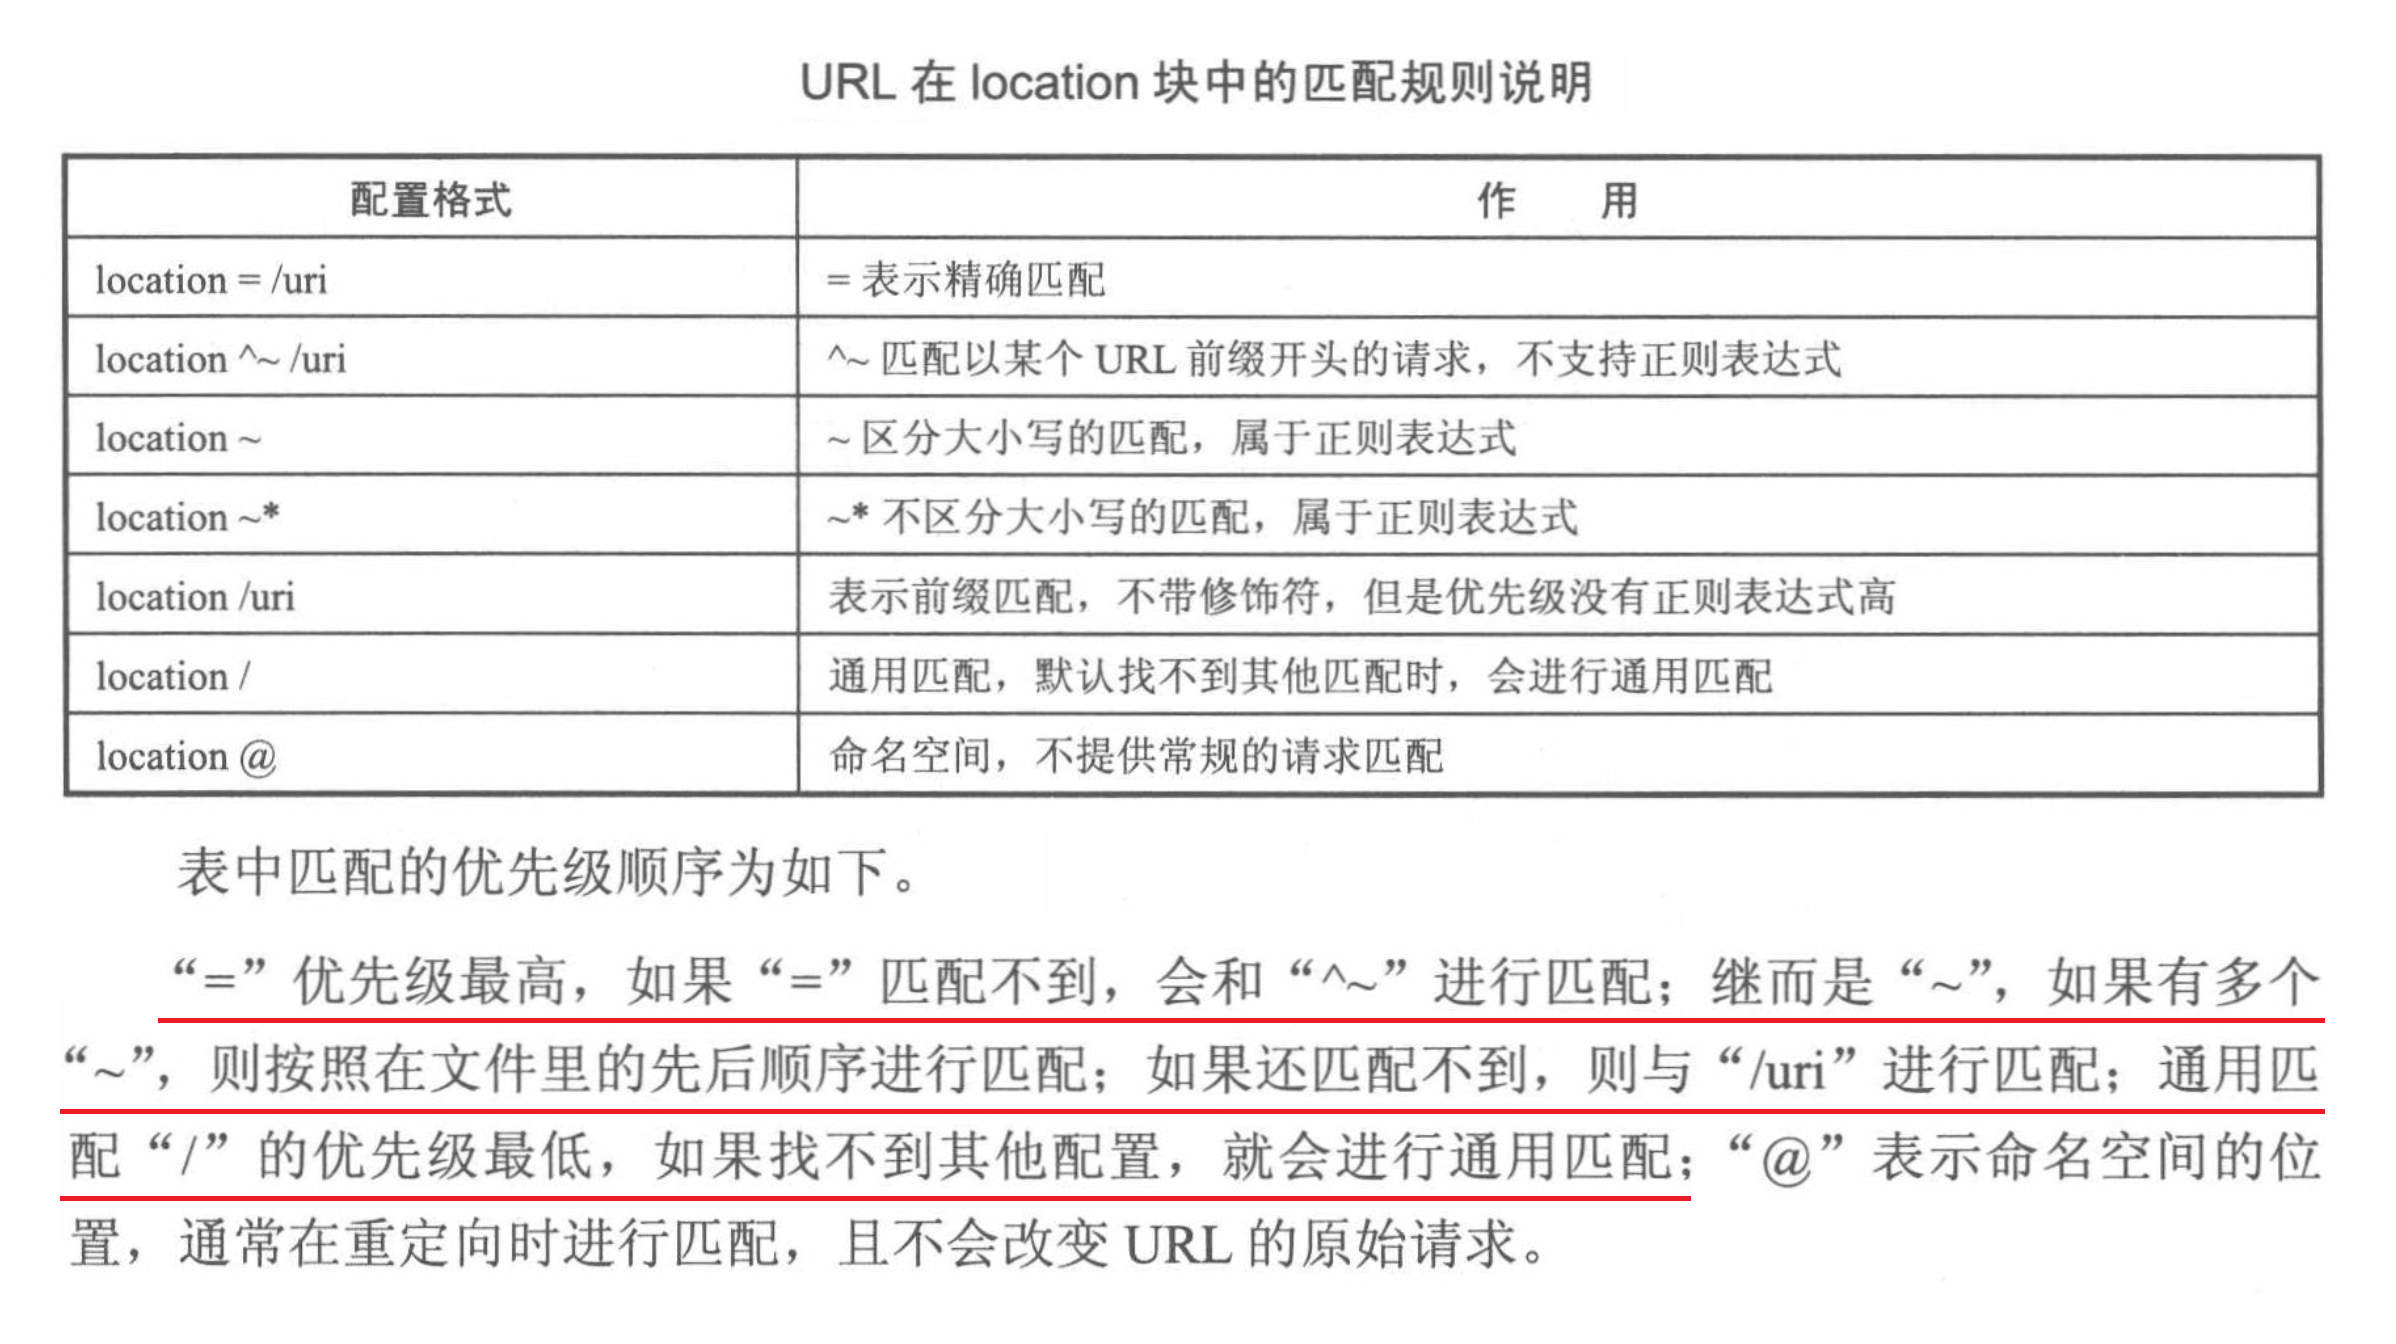 URL 在 location 块中的匹配规则说明
配置格式 作 用
location = /uri = 表示精确匹配
location ^~ /uri ^~ 匹配以某个 URL 前缀开头的请求，不支持正则表达式
location ~ ~ 区分大小写的匹配，属于正则表达式
location ~* ~* 不区分大小写的匹配，属于正则表达式
location /uri 表示前缀匹配，不带修饰符，但是优先级没有正则表达式高
location / 通用匹配，默认找不到其他匹配时，会进行通用匹配
location @ 命名空间，不提供常规的请求匹配
表中匹配的优先级顺序为如下。
“=” 优先级最高，如果 “=” 匹配不到，会和 “^~” 进行匹配；继而是 “~”，如果有多个
“~”，则按照在文件里的先后顺序进行匹配；如果还匹配不到，则与 “/uri” 进行匹配；通用匹
配 “/” 的优先级最低，如果找不到其他配置，就会进行通用匹配；“@” 表示命名空间的位
置，通常在重定向时进行匹配，且不会改变 URL 的原始请求。